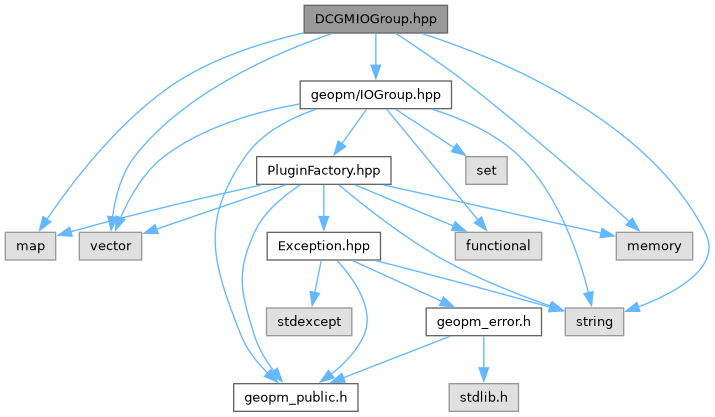 DCGMIOGroup.hpp
geopm/IOGroup.hpp
PluginFactory.hpp
set
map
vector
Exception.hpp
functional
memory
stdexcept
geopm_error.h
string
geopm_public.h
stdlib.h